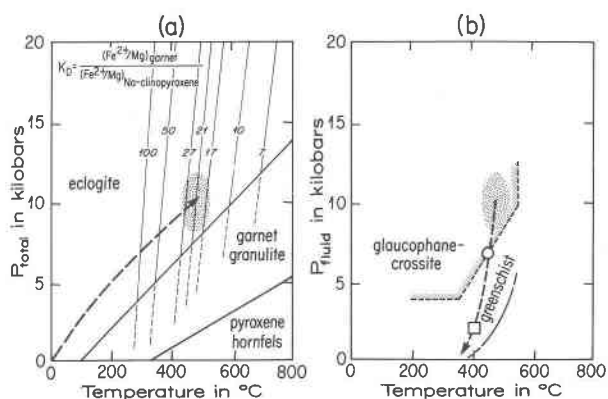 (a)
20
15
10
5
0
P_total in kilobars
K_D = (Fe2+/Mg)garnet / (Fe2+/Mg)Na-clinopyroxene
100
50
27
21
17
10
7
eclogite
garnet
granulite
pyroxene
hornfels
0 200 400 600 800
Temperature in °C
(b)
20
15
10
5
0
P_fluid in kilobars
glaucophane-
crossite
greenschist
0 200 400 600 800
Temperature in °C